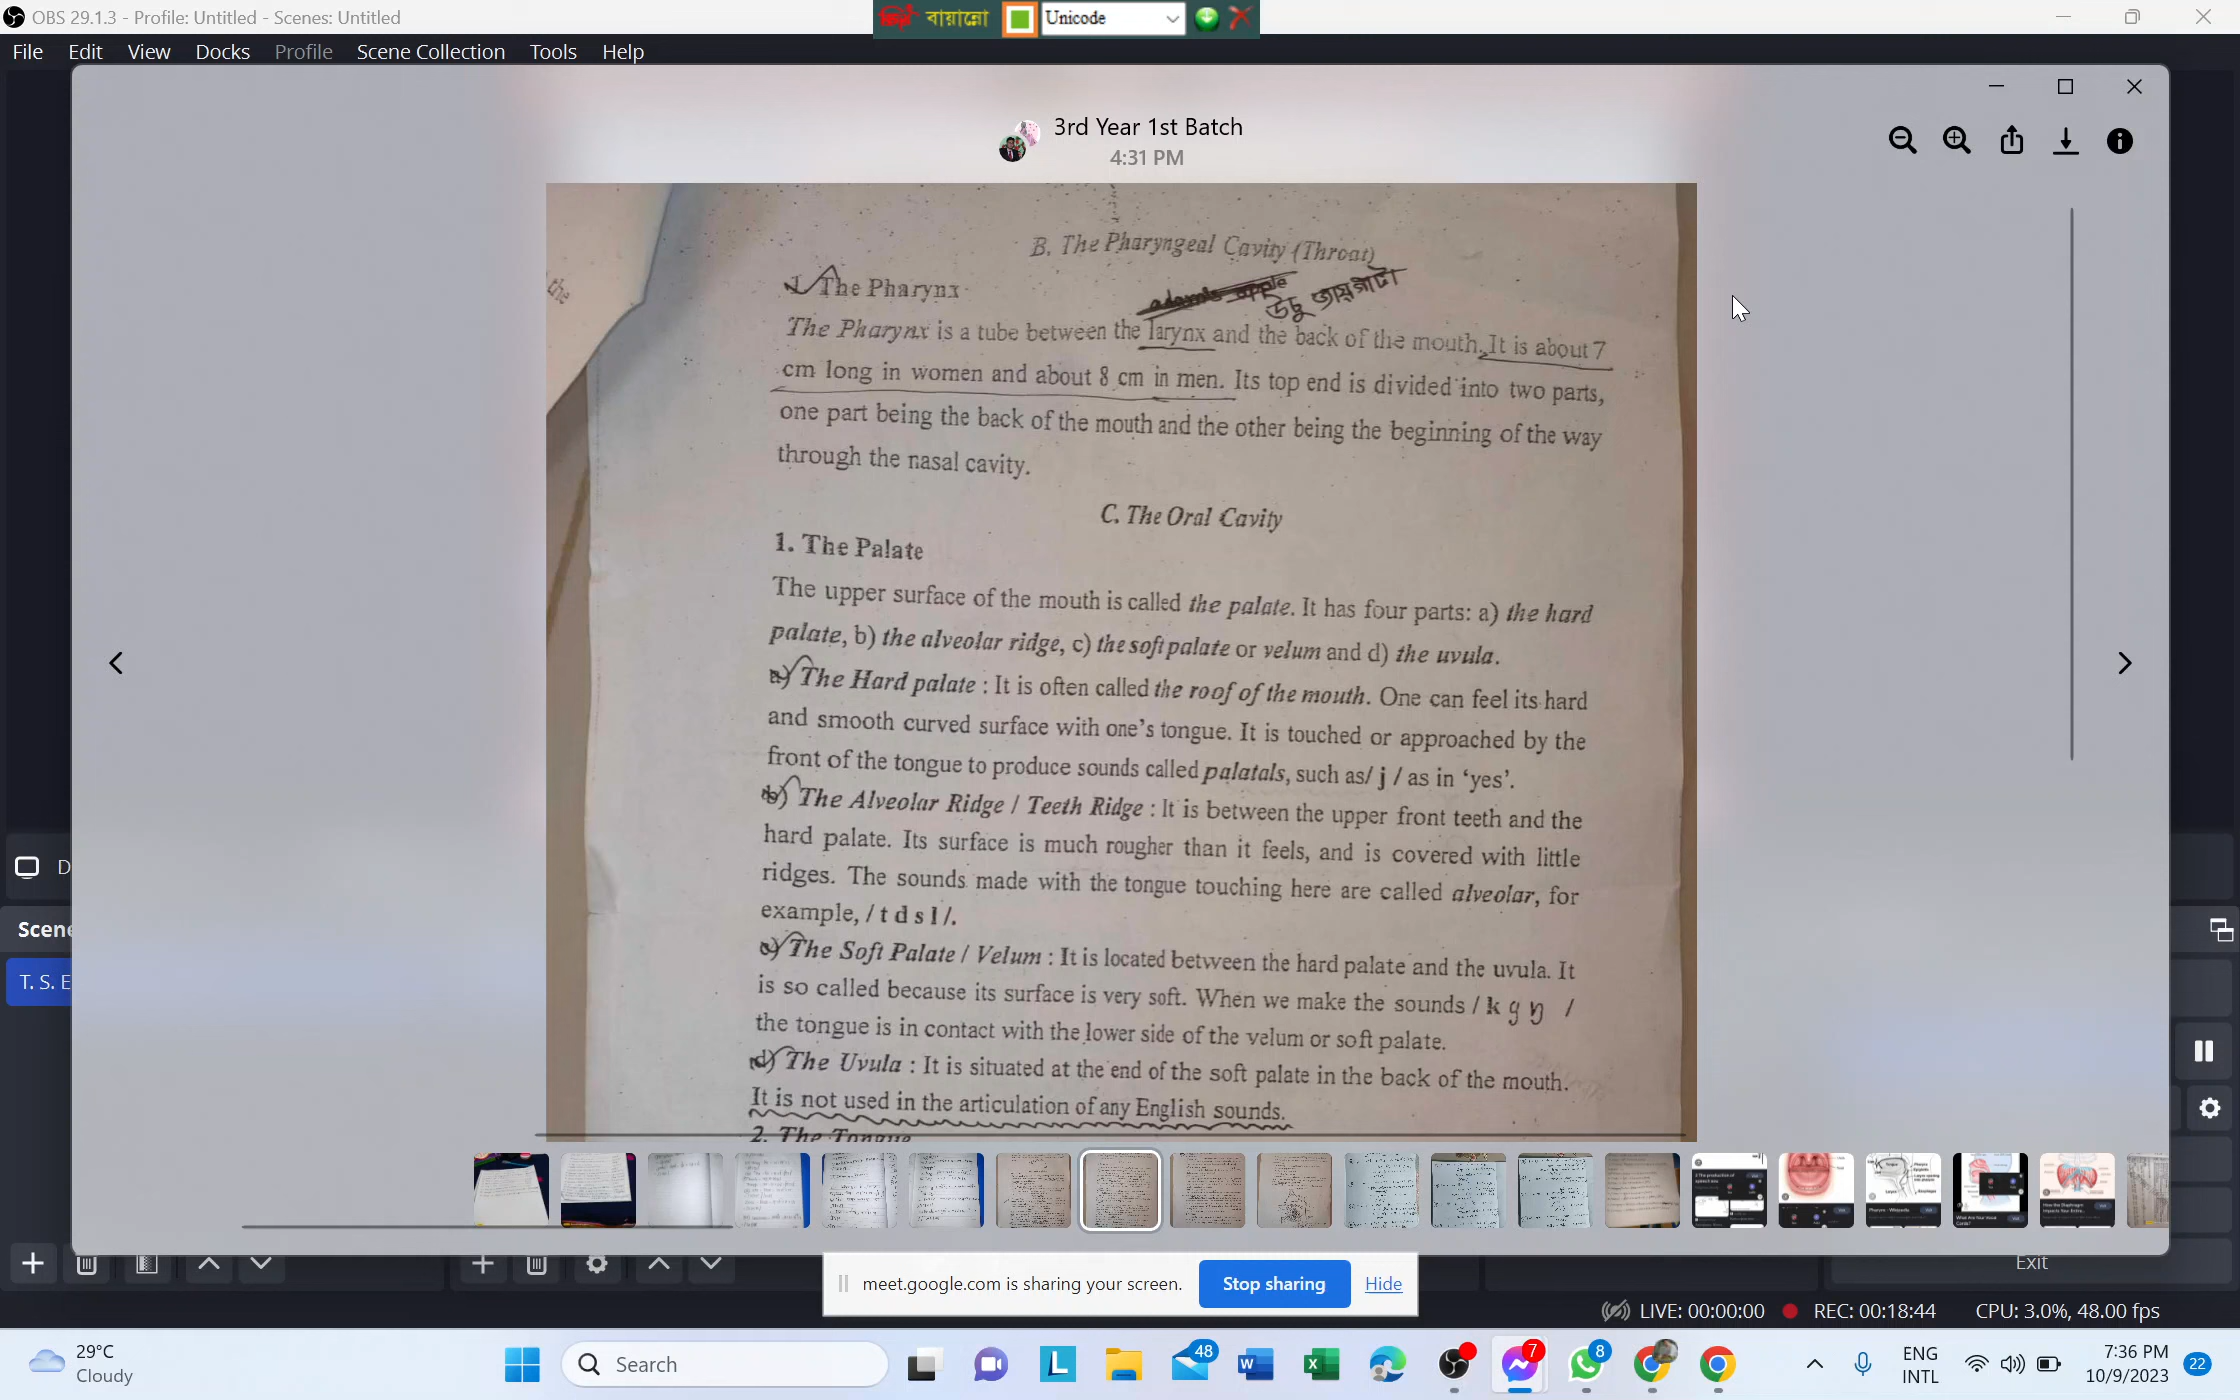 OBS 29.1.3 - Profile: Untitled - Scenes: Untitled
বায়ান্নো Unicode
File Edit View Docks Profile Scene Collection Tools Help
3rd Year 1st Batch
4:31 PM
B. The Pharyngeal Cavity (Throat)
the
1. The Pharynx
adam's apple
উঁচু জায়গাটা
The Pharynx is a tube between the larynx and the back of the mouth. It is about 7
cm long in women and about 8 cm in men. Its top end is divided into two parts,
one part being the back of the mouth and the other being the beginning of the way
through the nasal cavity.
C. The Oral Cavity
1. The Palate
The upper surface of the mouth is called the palate. It has four parts: a) the hard
palate, b) the alveolar ridge, c) the soft palate or velum and d) the uvula.
a) The Hard palate : It is often called the roof of the mouth. One can feel its hard
and smooth curved surface with one's tongue. It is touched or approached by the
front of the tongue to produce sounds called palatals, such as/ j / as in ‘yes’.
b) The Alveolar Ridge / Teeth Ridge : It is between the upper front teeth and the
hard palate. Its surface is much rougher than it feels, and is covered with little
ridges. The sounds made with the tongue touching here are called alveolar, for
example, / t d s l /.
c) The Soft Palate / Velum : It is located between the hard palate and the uvula. It
is so called because its surface is very soft. When we make the sounds / k g ŋ /
the tongue is in contact with the lower side of the velum or soft palate.
d) The Uvula : It is situated at the end of the soft palate in the back of the mouth.
It is not used in the articulation of any English sounds.
2. The Tongue
D
Scene
T. S. E
Exit
meet.google.com is sharing your screen. Stop sharing Hide
LIVE: 00:00:00 REC: 00:18:44 CPU: 3.0%, 48.00 fps
29°C
Cloudy
Search
48
7
8
ENG
INTL
7:36 PM
10/9/2023
22